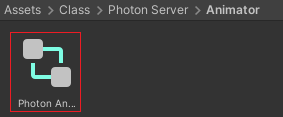 Assets > Class > Photon Server > Animator
Photon An...